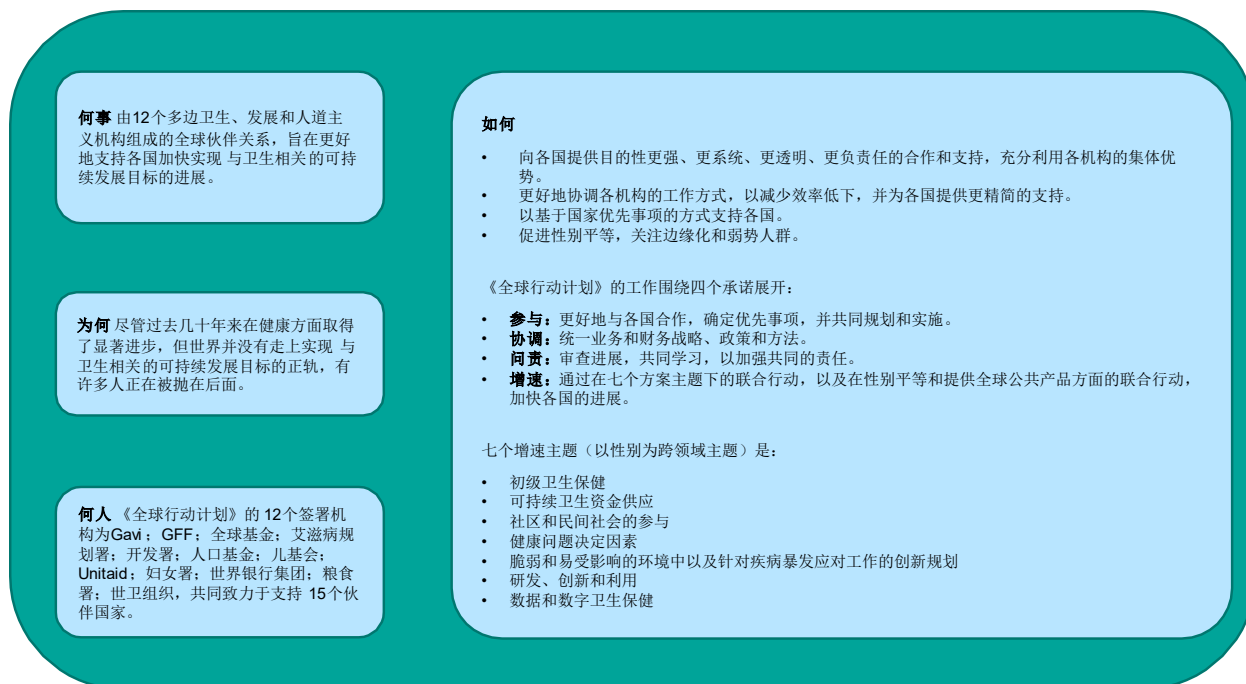 何事 由12个多边卫生、发展和人道主
义机构组成的全球伙伴关系，旨在更好
地支持各国加快实现 与卫生相关的可持
续发展目标的进展。
为何 尽管过去几十年来在健康方面取得
了显著进步，但世界并没有走上实现 与
卫生相关的可持续发展目标的正轨，有
许多人正在被抛在后面。
何人 《全球行动计划》的 12个签署机
构为Gavi；GFF；全球基金；艾滋病规
划署；开发署；人口基金；儿基会；
Unitaid；妇女署；世界银行集团；粮食
署；世卫组织，共同致力于支持 15个伙
伴国家。
如何
• 向各国提供目的性更强、更系统、更透明、更负责任的合作和支持，充分利用各机构的集体优
势。
• 更好地协调各机构的工作方式，以减少效率低下，并为各国提供更精简的支持。
• 以基于国家优先事项的方式支持各国。
• 促进性别平等，关注边缘化和弱势人群。
《全球行动计划》的工作围绕四个承诺展开：
• 参与：更好地与各国合作，确定优先事项，并共同规划和实施。
• 协调：统一业务和财务战略、政策和方法。
• 问责：审查进展，共同学习，以加强共同的责任。
• 增速：通过在七个方案主题下的联合行动，以及在性别平等和提供全球公共产品方面的联合行动，
加快各国的进展。
七个增速主题（以性别为跨领域主题）是：
• 初级卫生保健
• 可持续卫生资金供应
• 社区和民间社会的参与
• 健康问题决定因素
• 脆弱和易受影响的环境中以及针对疾病暴发应对工作的创新规划
• 研发、创新和利用
• 数据和数字卫生保健